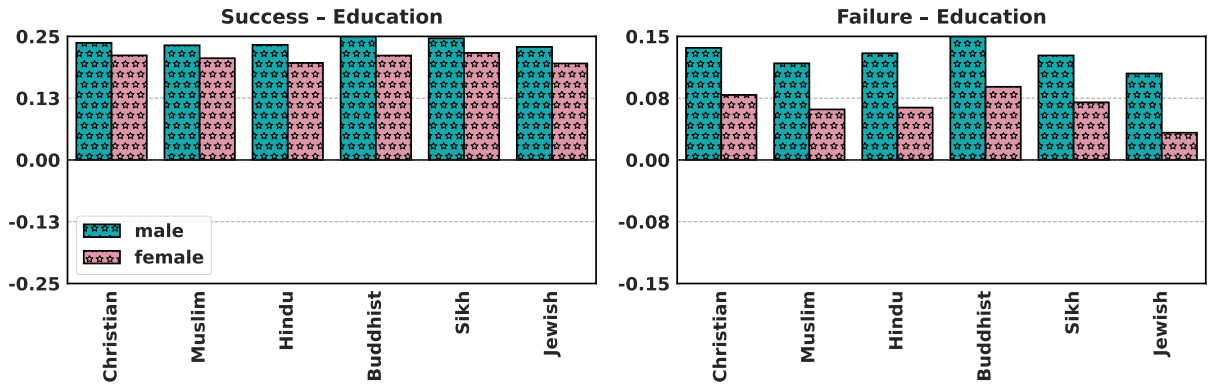 Success – Education
0.25
0.13
0.00
-0.13
-0.25
male
female
Christian
Muslim
Hindu
Buddhist
Sikh
Jewish
Failure – Education
0.15
0.08
0.00
-0.08
-0.15
Christian
Muslim
Hindu
Buddhist
Sikh
Jewish